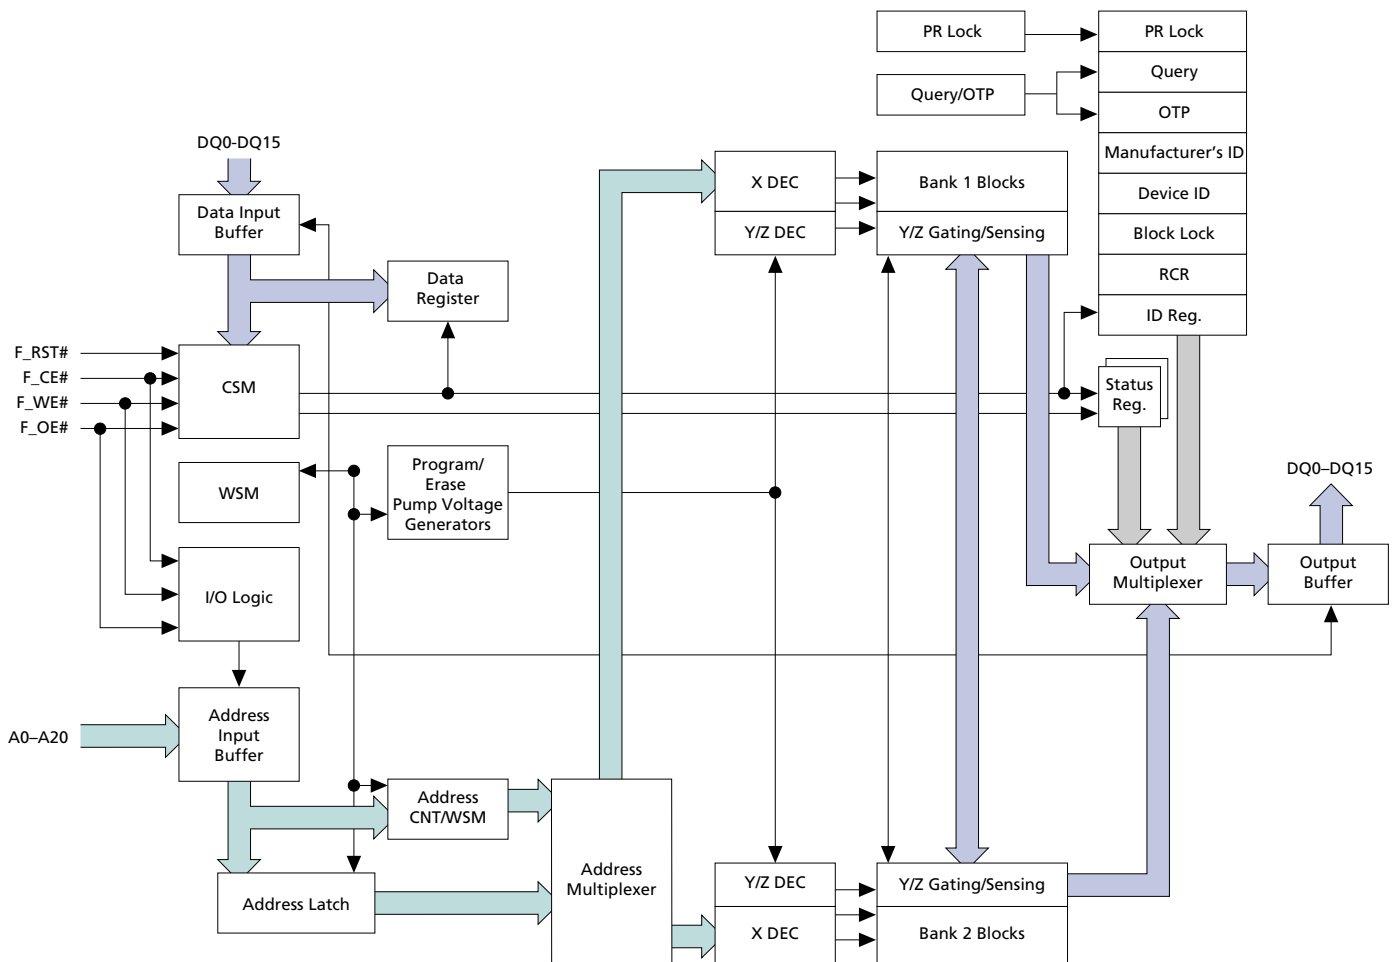 PR Lock
PR Lock
Query/OTP
Query
OTP
Manufacturer's ID
Device ID
Block Lock
RCR
ID Reg.
DQ0-DQ15
Data Input
Buffer
Data
Register
X DEC
Y/Z DEC
Bank 1 Blocks
Y/Z Gating/Sensing
F_RST#
F_CE#
F_WE#
F_OE#
CSM
Status
Reg.
WSM
Program/
Erase
Pump Voltage
Generators
I/O Logic
Output
Multiplexer
DQ0–DQ15
Output
Buffer
A0–A20
Address
Input
Buffer
Address
CNT/WSM
Address Latch
Address
Multiplexer
Y/Z DEC
X DEC
Y/Z Gating/Sensing
Bank 2 Blocks